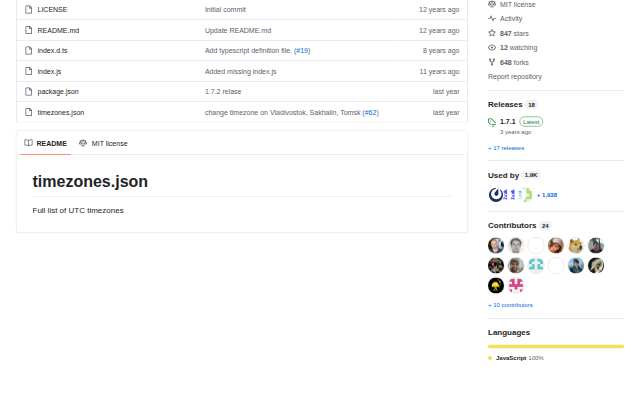 LICENSE Initial commit 12 years ago
README.md Update README.md 12 years ago
index.d.ts Add typescript definition file. (#19) 8 years ago
index.js Added missing index.js 11 years ago
package.json 1.7.2 relase last year
timezones.json change timezone on Vladivostok, Sakhalin, Tomsk (#62) last year
README MIT license
timezones.json
Full list of UTC timezones
MIT license
Activity
847 stars
12 watching
648 forks
Report repository
Releases 18
1.7.1 Latest
3 years ago
+ 17 releases
Used by 1.9K
+ 1,938
Contributors 24
+ 10 contributors
Languages
JavaScript 100%